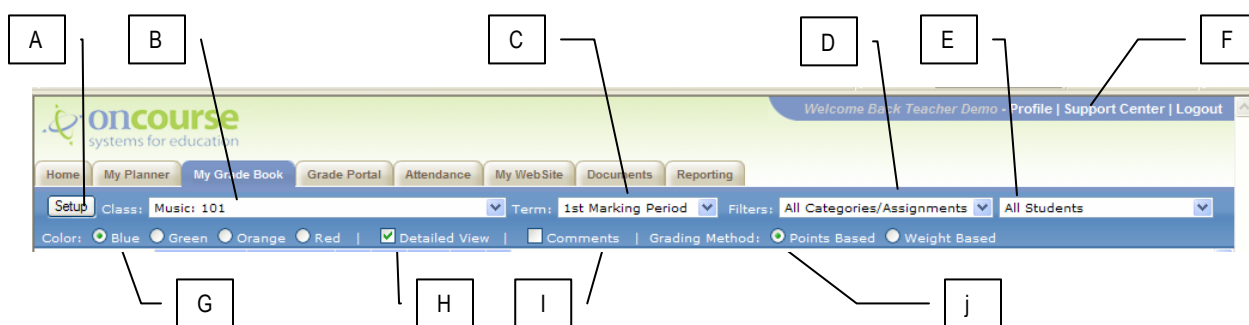 A B C D E F
Welcome Back Teacher Demo - Profile | Support Center | Logout
oncourse
systems for education
Home My Planner My Grade Book Grade Portal Attendance My WebSite Documents Reporting
Setup Class: Music: 101 Term: 1st Marking Period Filters: All Categories/Assignments All Students
Color: Blue Green Orange Red | Detailed View | Comments | Grading Method: Points Based Weight Based
G H I j